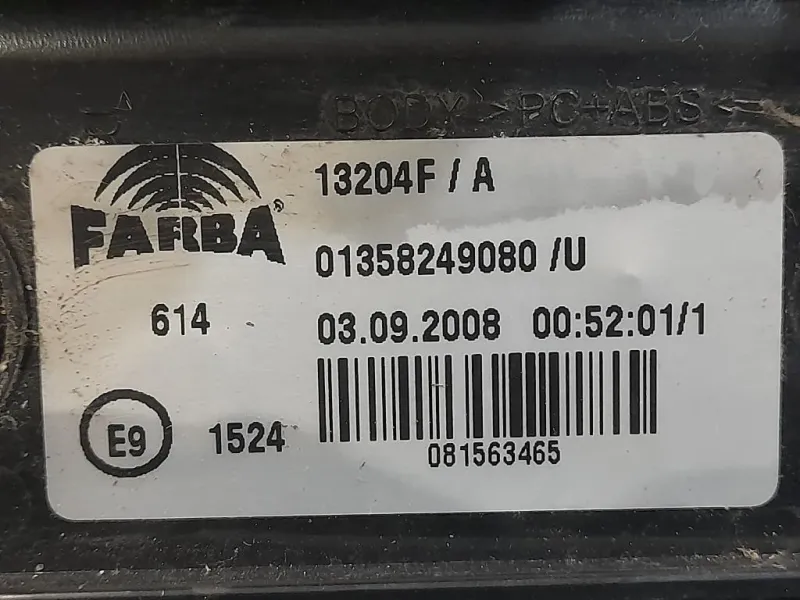 BODY >PC+ABS<
FARBA®
13204F / A
01358249080 /U
614
03.09.2008 00:52:01/1
E9
1524
081563465